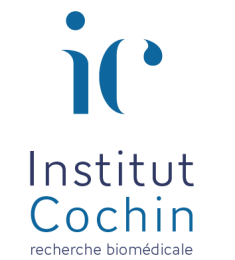 ic
Institut
Cochin
recherche biomédicale